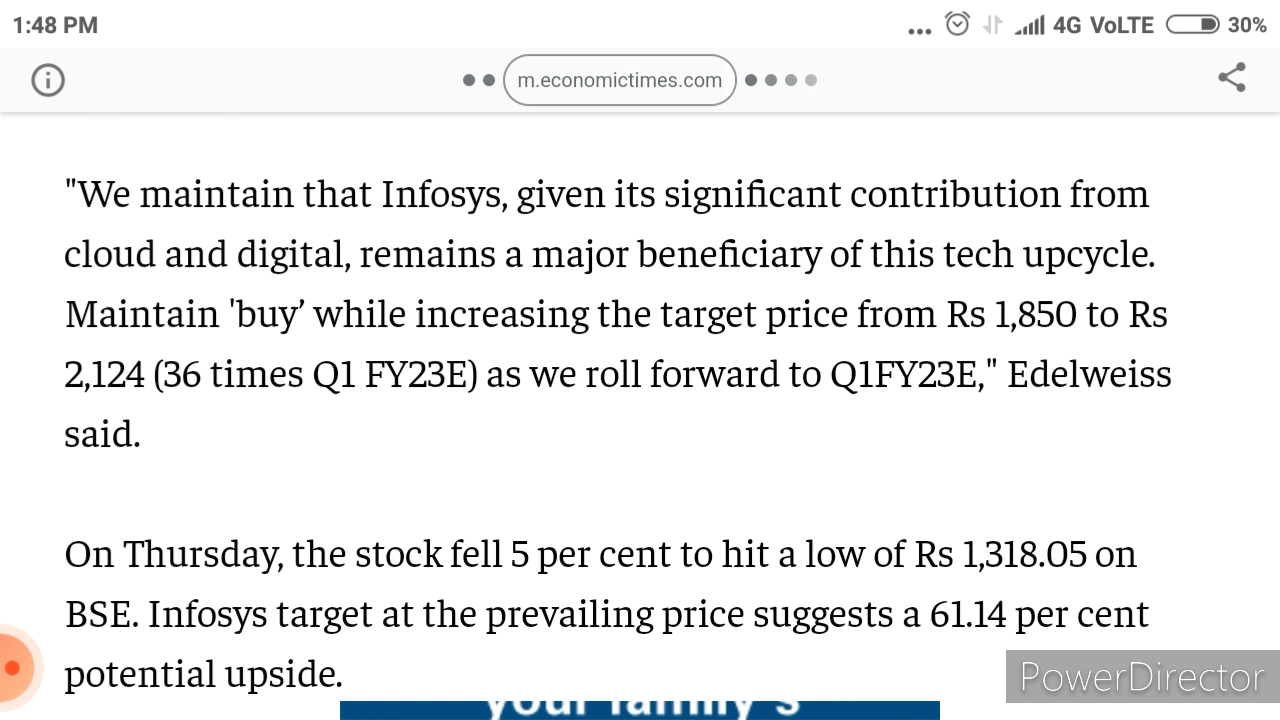 1:48 PM
... 4G VoLTE 30%
m.economictimes.com
"We maintain that Infosys, given its significant contribution from
cloud and digital, remains a major beneficiary of this tech upcycle.
Maintain 'buy’ while increasing the target price from Rs 1,850 to Rs
2,124 (36 times Q1 FY23E) as we roll forward to Q1FY23E," Edelweiss
said.
On Thursday, the stock fell 5 per cent to hit a low of Rs 1,318.05 on
BSE. Infosys target at the prevailing price suggests a 61.14 per cent
potential upside.
PowerDirector
your family's